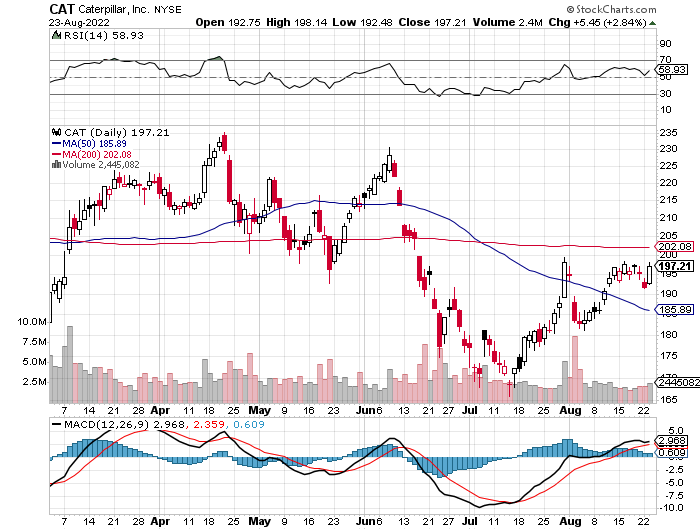 CAT Caterpillar, Inc. NYSE © StockCharts.com
23-Aug-2022 Open 192.75 High 198.14 Low 192.48 Close 197.21 Volume 2.4M Chg +5.45 (+2.84%)
RSI(14) 58.93
90
70
58.93
50
30
10
CAT (Daily) 197.21
MA(50) 185.89
MA(200) 202.08
Volume 2,445,082
235
230
225
220
215
210
205
202.08
200
197.21
195
190
185.89
185
180
175
170
165
10.0M
7.5M
5.0M
2.5M
2445082
7 14 21 28 Apr 11 18 25 May 9 16 23 Jun 6 13 21 27 Jul 11 18 25 Aug 8 15 22
MACD(12,26,9) 2.968, 2.359, 0.609
5.0
2.968
0.609
0.0
-2.5
-5.0
-7.5
-10.0
7 14 21 28 Apr 11 18 25 May 9 16 23 Jun 6 13 21 27 Jul 11 18 25 Aug 8 15 22